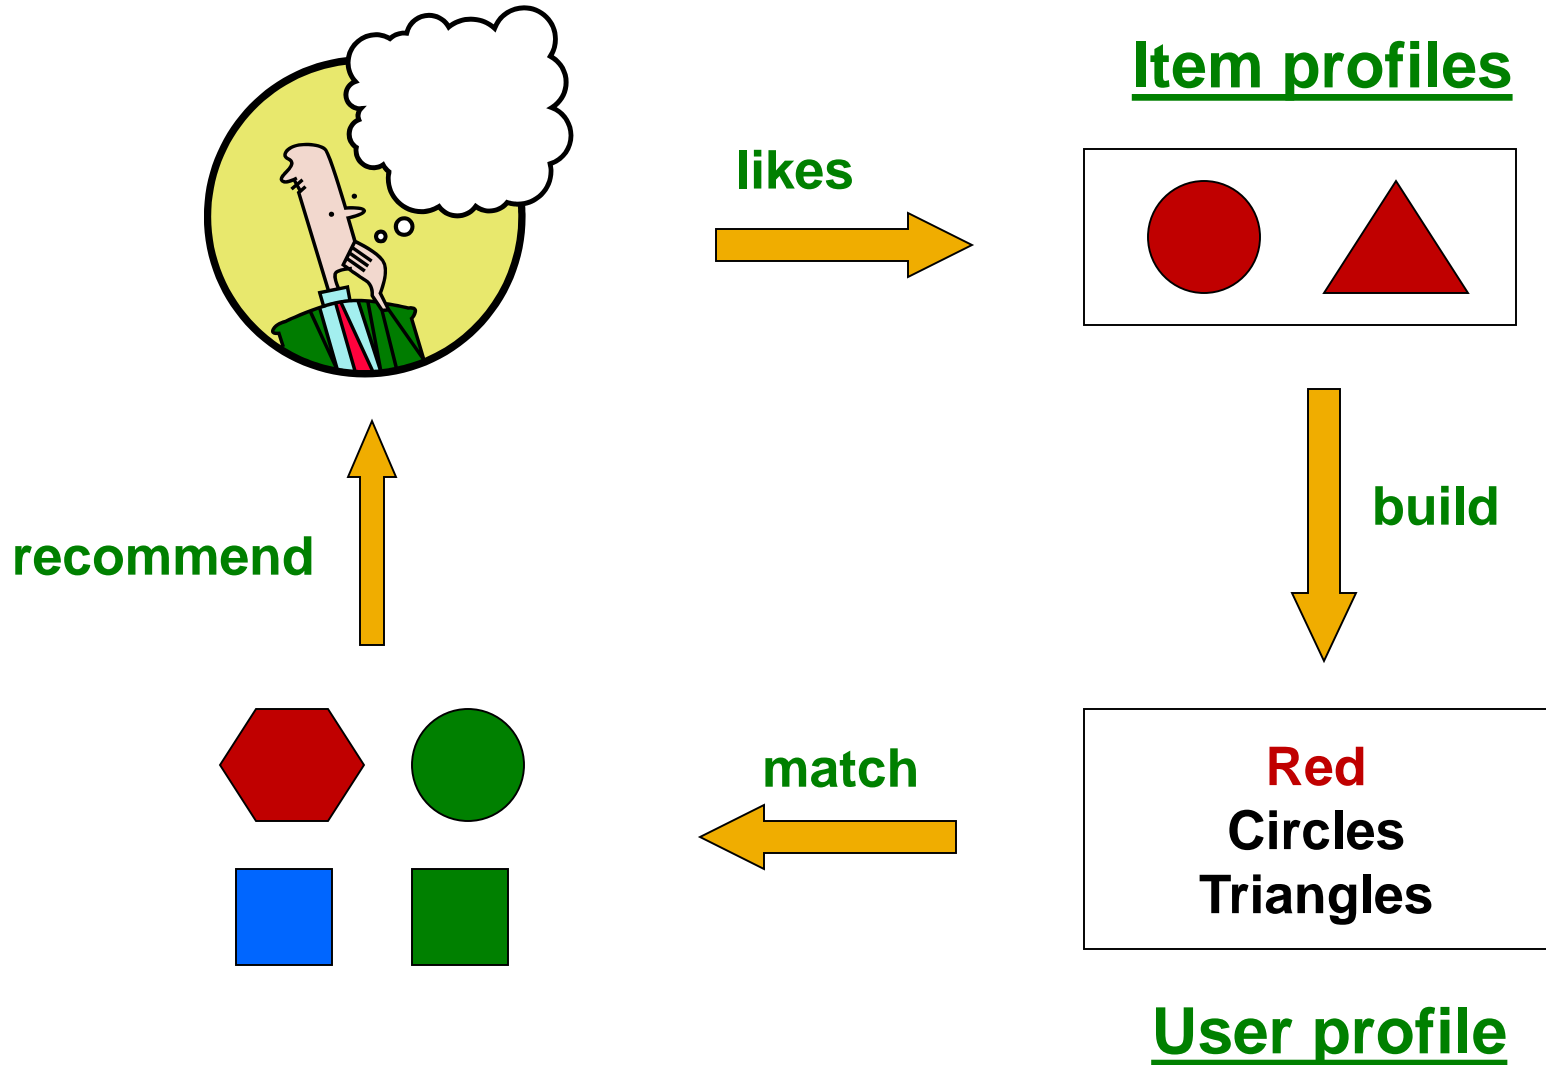 Item profiles
likes
build
recommend
match
Red
Circles
Triangles
User profile